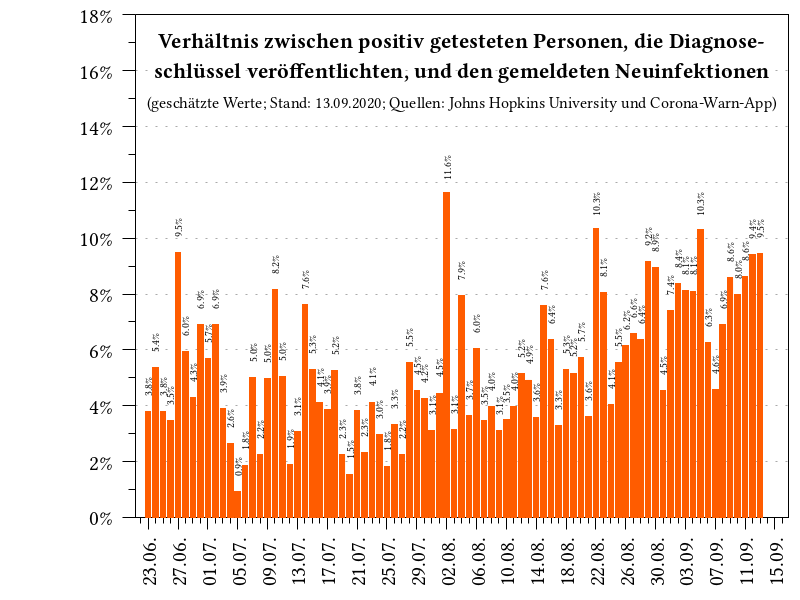 Verhältnis zwischen positiv getesteten Personen, die Diagnose-
schlüssel veröffentlichten, und den gemeldeten Neuinfektionen
(geschätzte Werte; Stand: 13.09.2020; Quellen: Johns Hopkins University und Corona-Warn-App)
18%
16%
14%
12%
10%
8%
6%
4%
2%
0%
3.8% 5.4% 3.8% 3.5% 9.5% 6.0% 4.3% 6.9% 5.7% 6.9% 3.9% 2.6% 0.9% 1.8% 5.0% 2.2% 5.0% 8.2% 5.0% 1.9% 3.1% 7.6% 5.3% 4.1% 3.9% 5.2% 2.3% 1.5% 3.8% 2.3% 4.1% 3.0% 1.8% 3.3% 2.2% 5.5% 4.5% 4.2% 3.1% 4.5% 11.6% 3.1% 7.9% 3.7% 6.0% 3.5% 4.0% 3.1% 3.5% 4.0% 5.2% 4.9% 3.6% 7.6% 6.4% 3.3% 5.3% 5.2% 5.7% 3.6% 10.3% 8.1% 4.1% 5.5% 6.2% 6.6% 6.4% 9.2% 8.9% 4.5% 7.4% 8.4% 8.1% 8.1% 10.3% 6.3% 4.6% 6.9% 8.6% 8.0% 8.6% 9.4% 9.5%
23.06. 27.06. 01.07. 05.07. 09.07. 13.07. 17.07. 21.07. 25.07. 29.07. 02.08. 06.08. 10.08. 14.08. 18.08. 22.08. 26.08. 30.08. 03.09. 07.09. 11.09. 15.09.